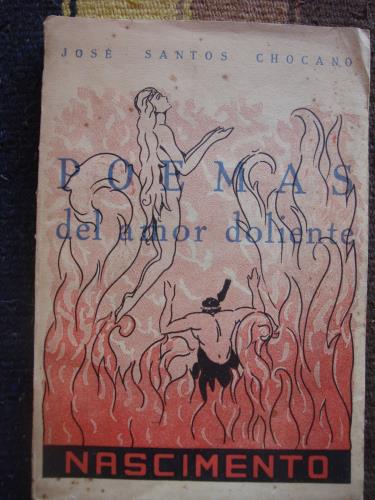 JOSÉ SANTOS CHOCANO
POEMAS
del amor doliente
NASCIMENTO